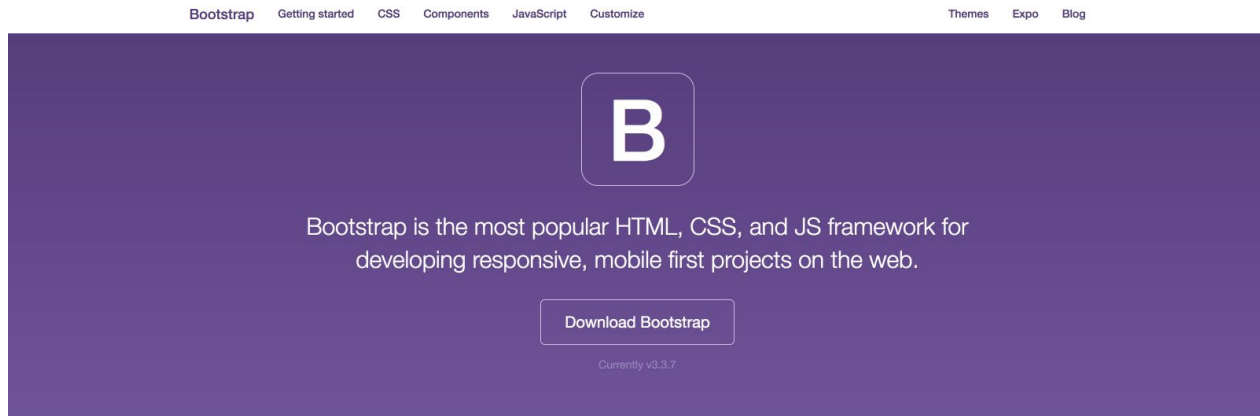 Bootstrap Getting started CSS Components JavaScript Customize Themes Expo Blog
B
Bootstrap is the most popular HTML, CSS, and JS framework for
developing responsive, mobile first projects on the web.
Download Bootstrap
Currently v3.3.7